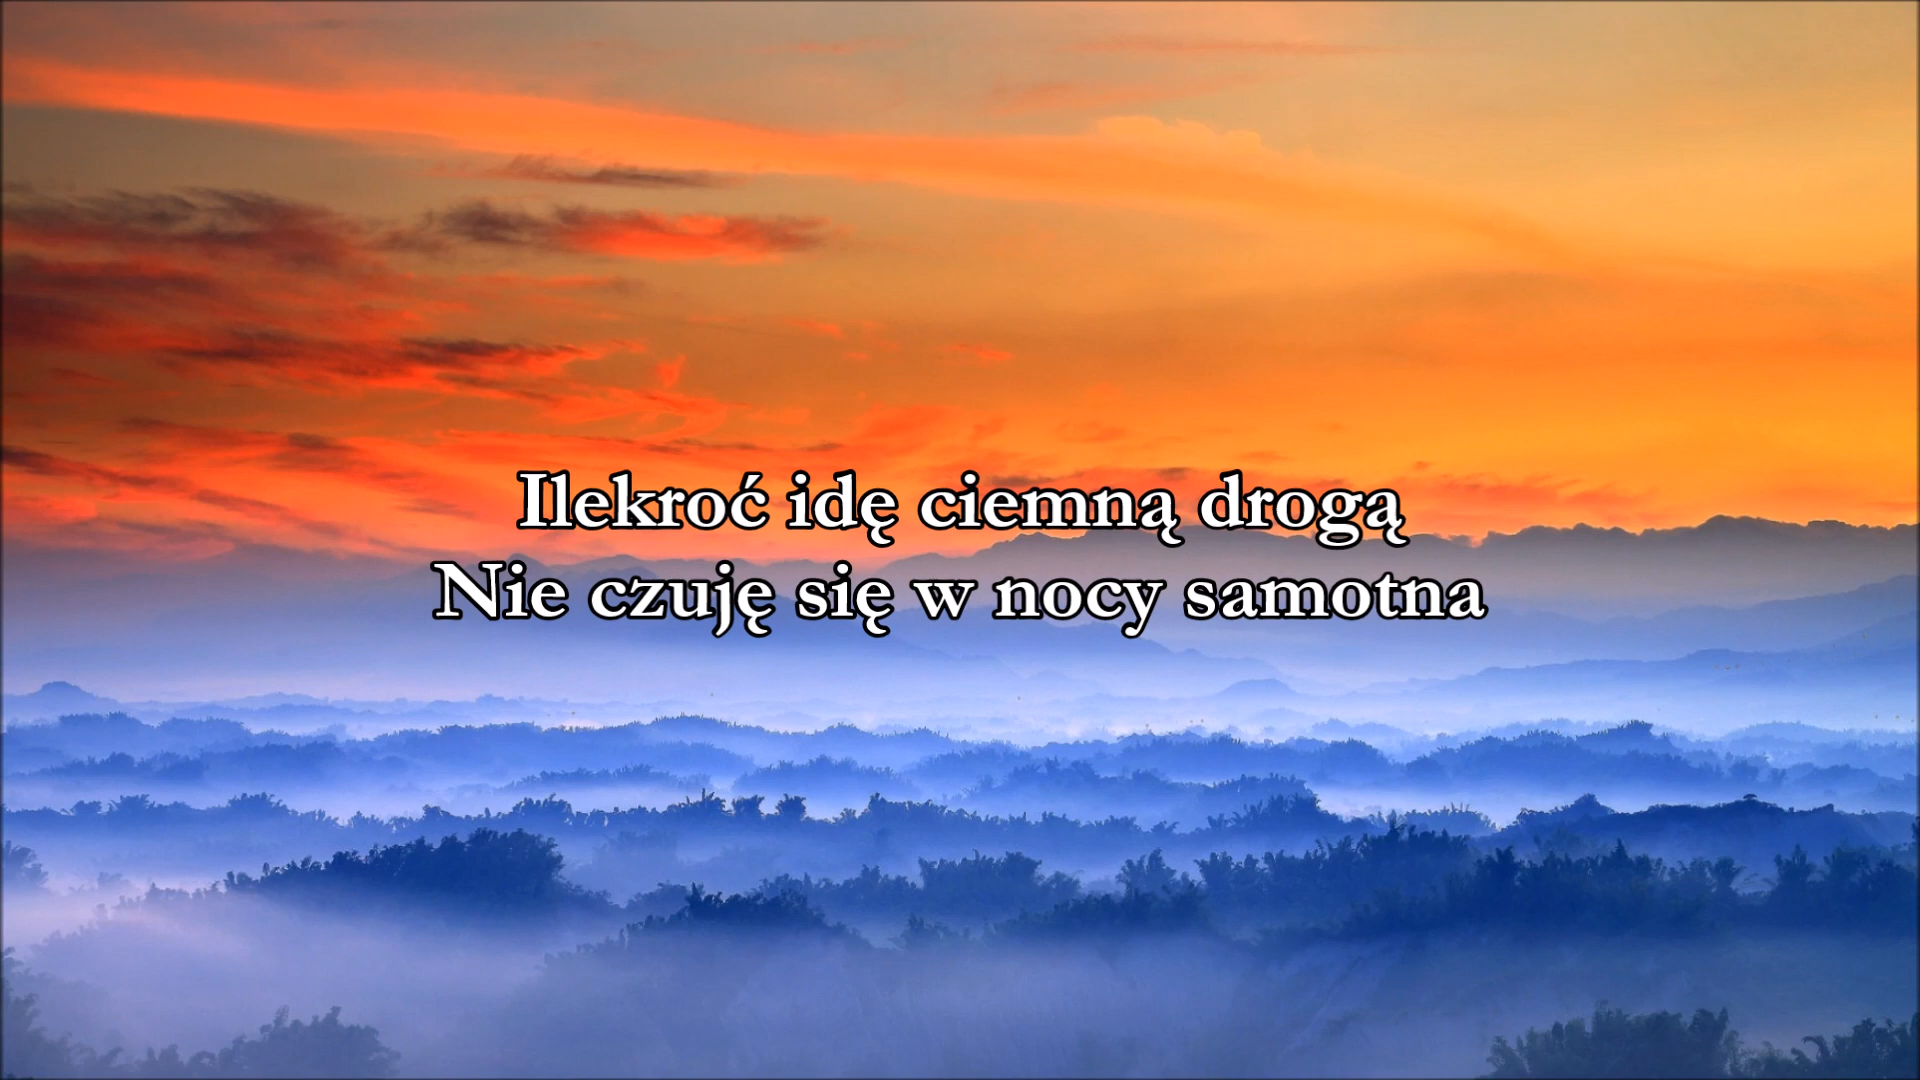 Ilekroć idę ciemną drogą
Nie czuję się w nocy samotna